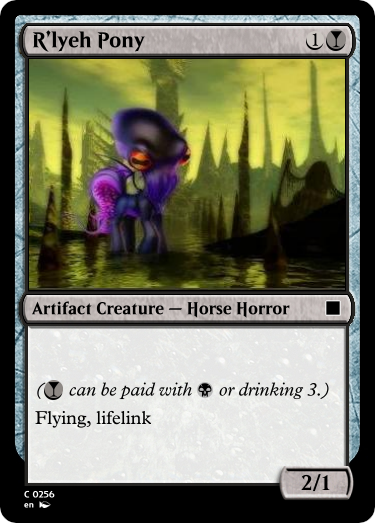 R'lyeh Pony 1
Artifact Creature — Horse Horror
( can be paid with or drinking 3.)
Flying, lifelink
2/1
C 0256
en